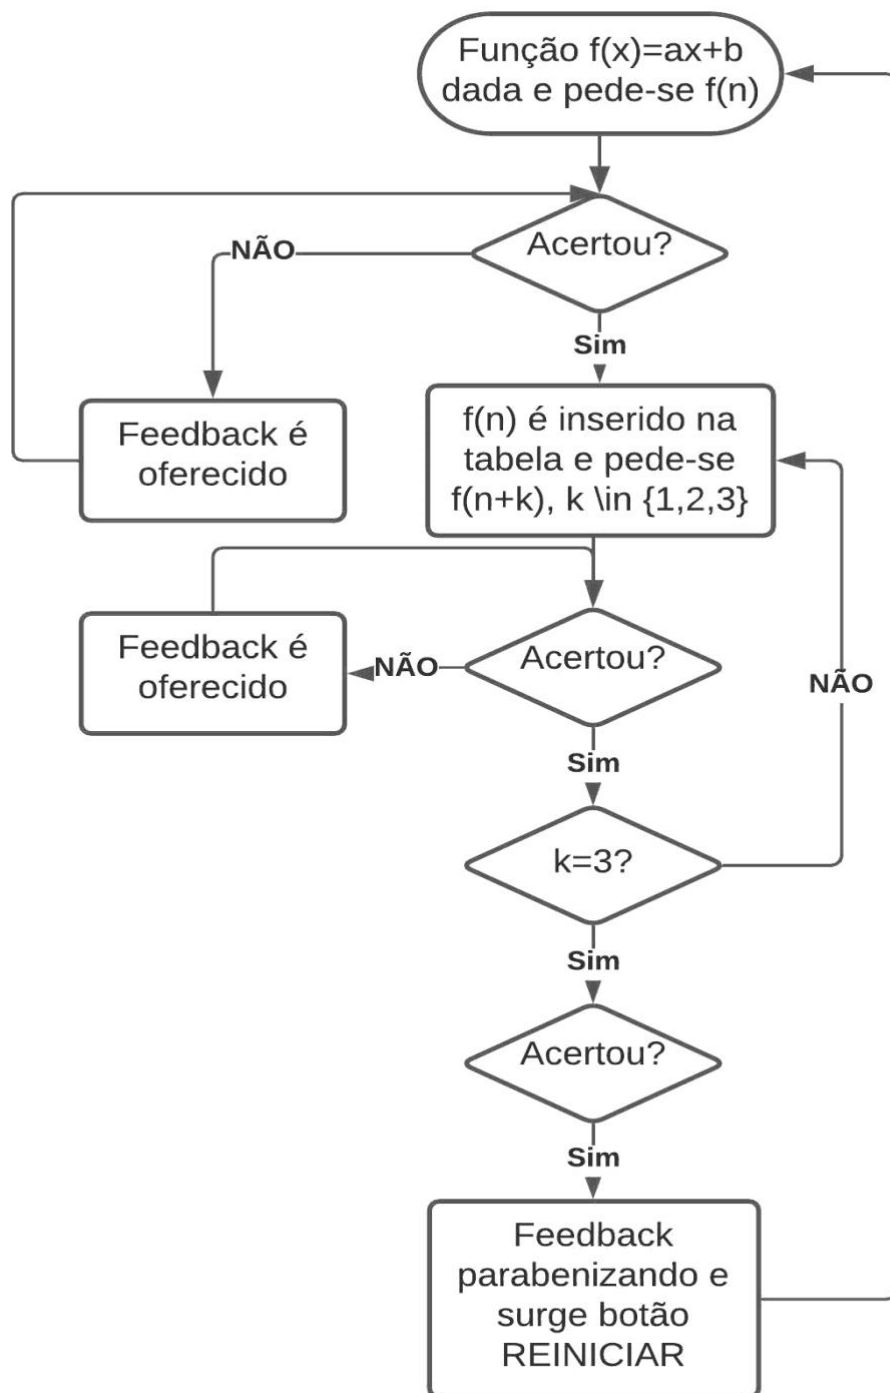 Função f(x)=ax+b
dada e pede-se f(n)
Acertou?
NÃO
Sim
Feedback é
oferecido
f(n) é inserido na
tabela e pede-se
f(n+k), k \in {1,2,3}
Feedback é
oferecido
NÃO
Acertou?
NÃO
Sim
k=3?
Sim
Acertou?
Sim
Feedback
parabenizando e
surge botão
REINICIAR